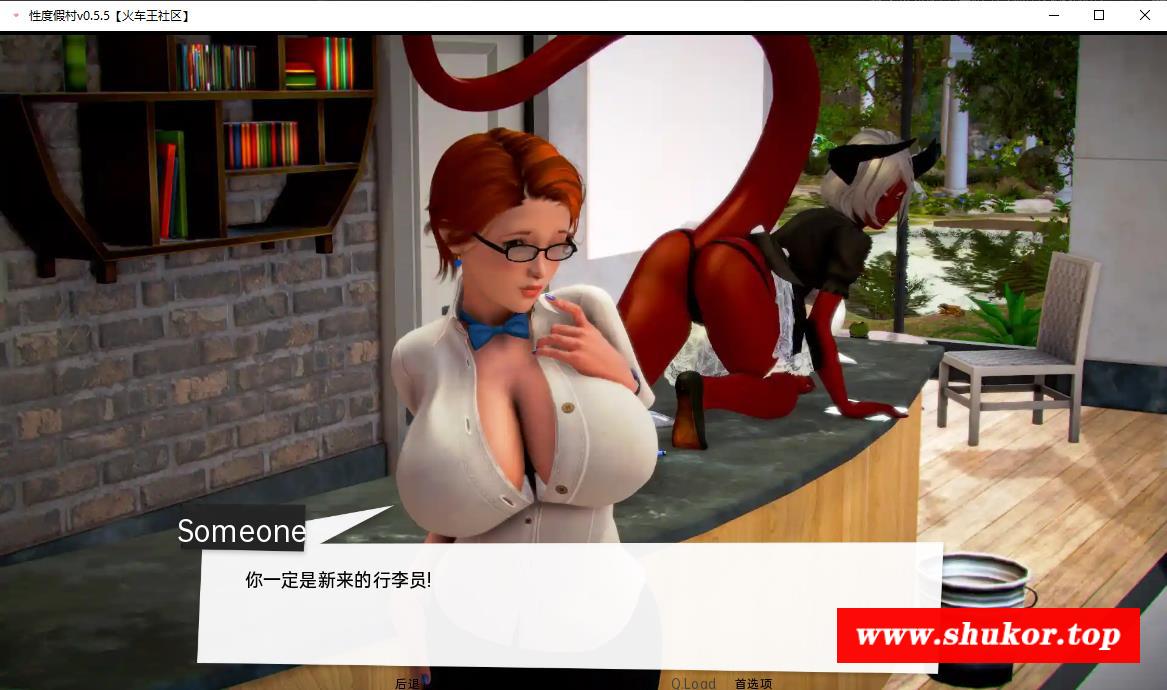 性度假村v0.5.5【火车王社区】
Someone
你一定是新来的行李员!
www.shukor.top
后退
Q.Load
首选项